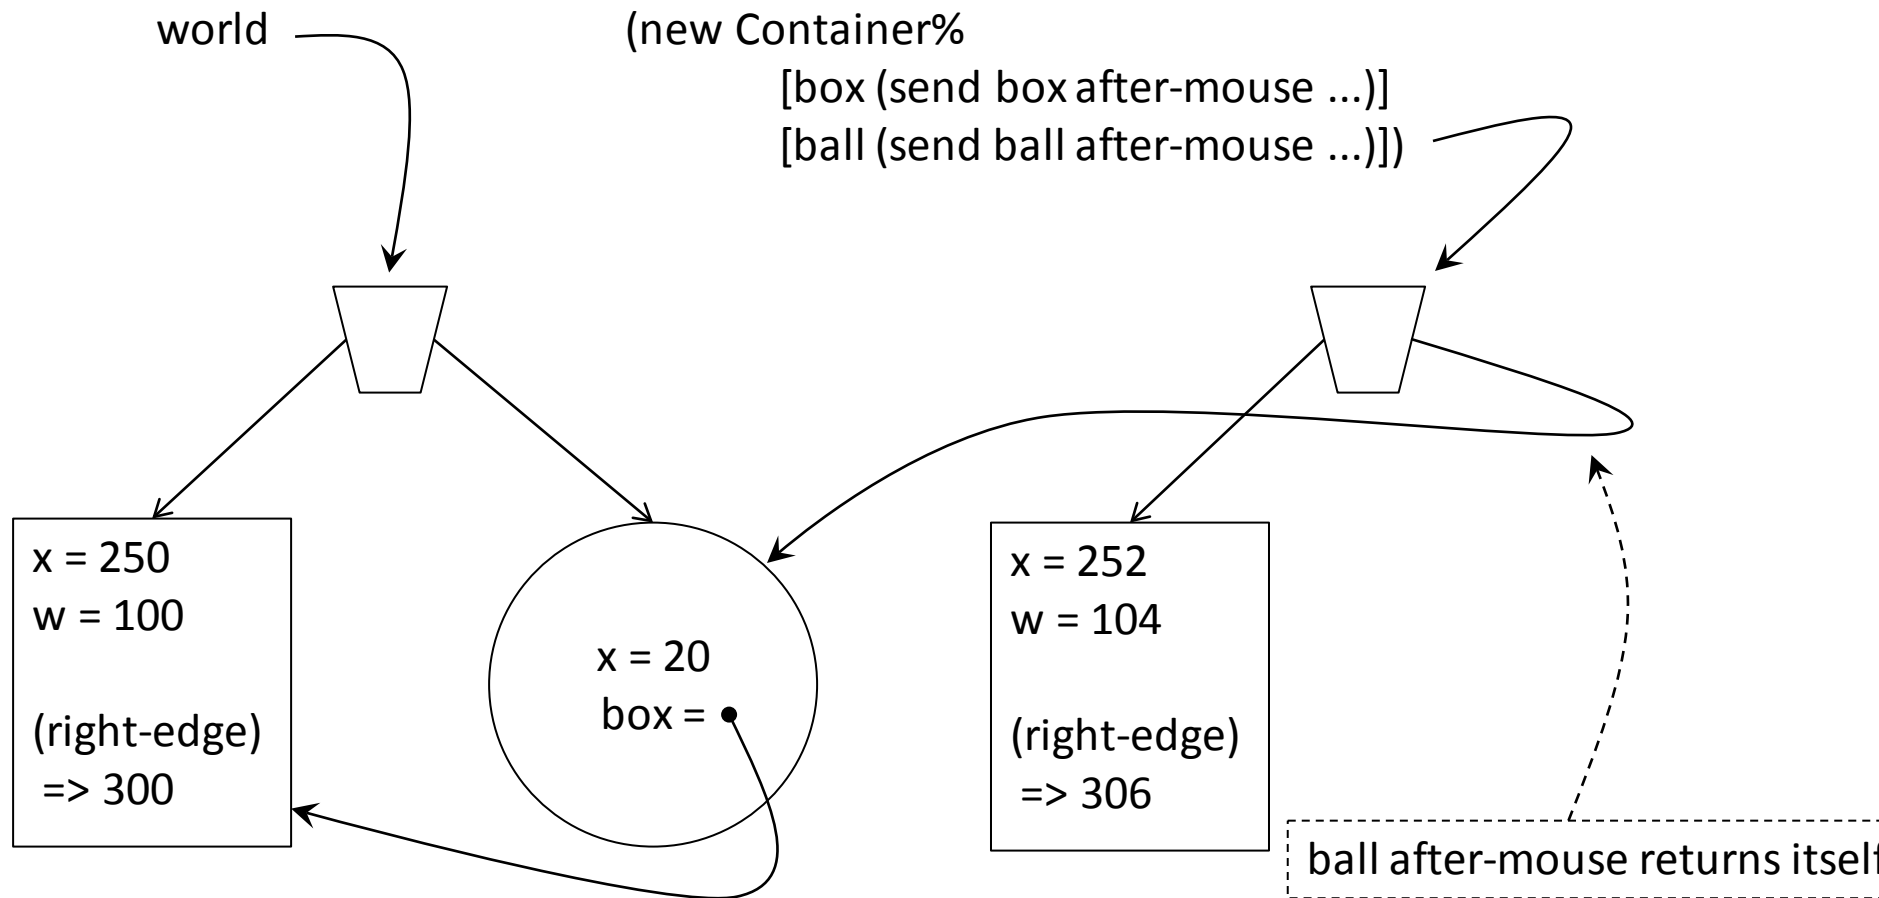 world
(new Container%
[box (send box after-mouse ...)]
[ball (send ball after-mouse ...)])
x = 250
w = 100
(right-edge)
=> 300
x = 20
box =
x = 252
w = 104
(right-edge)
=> 306
ball after-mouse returns itself